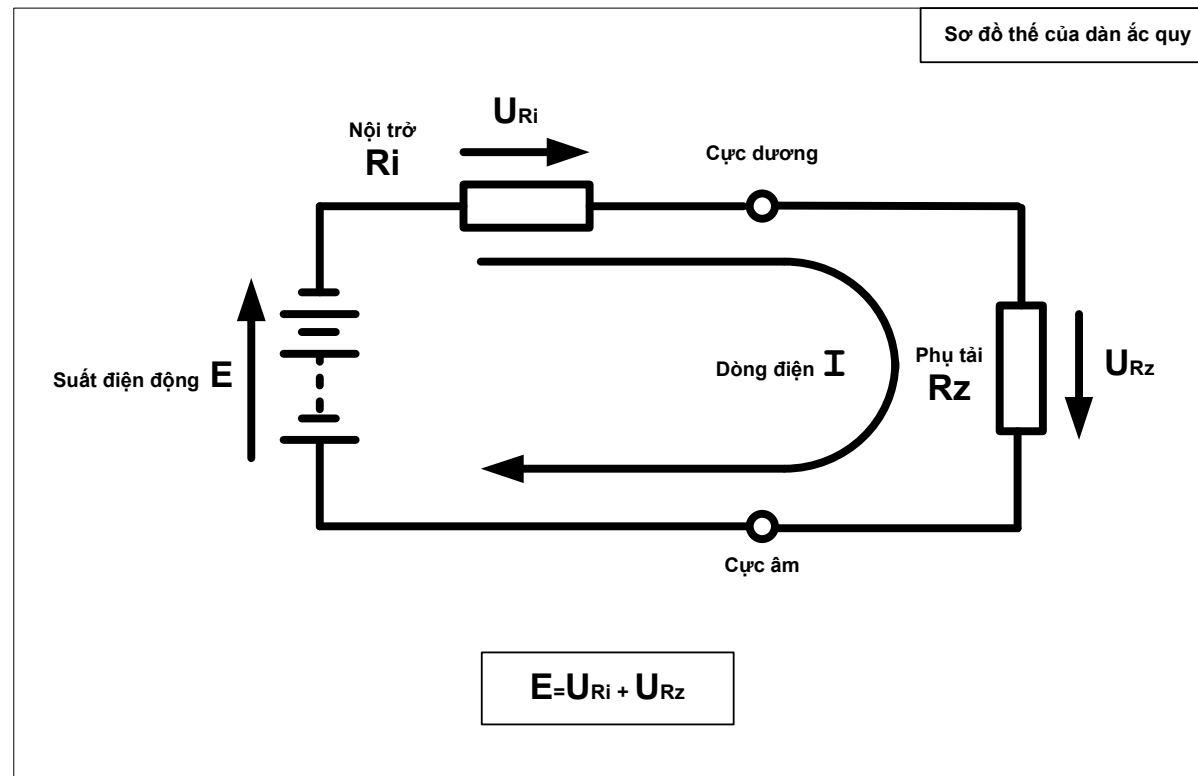 Sơ đồ thế của dàn ắc quy
URi
Nội trở
Ri
Cực dương
Suất điện động E
Dòng điện I
Phụ tải
Rz
URz
Cực âm
E=URi + URz